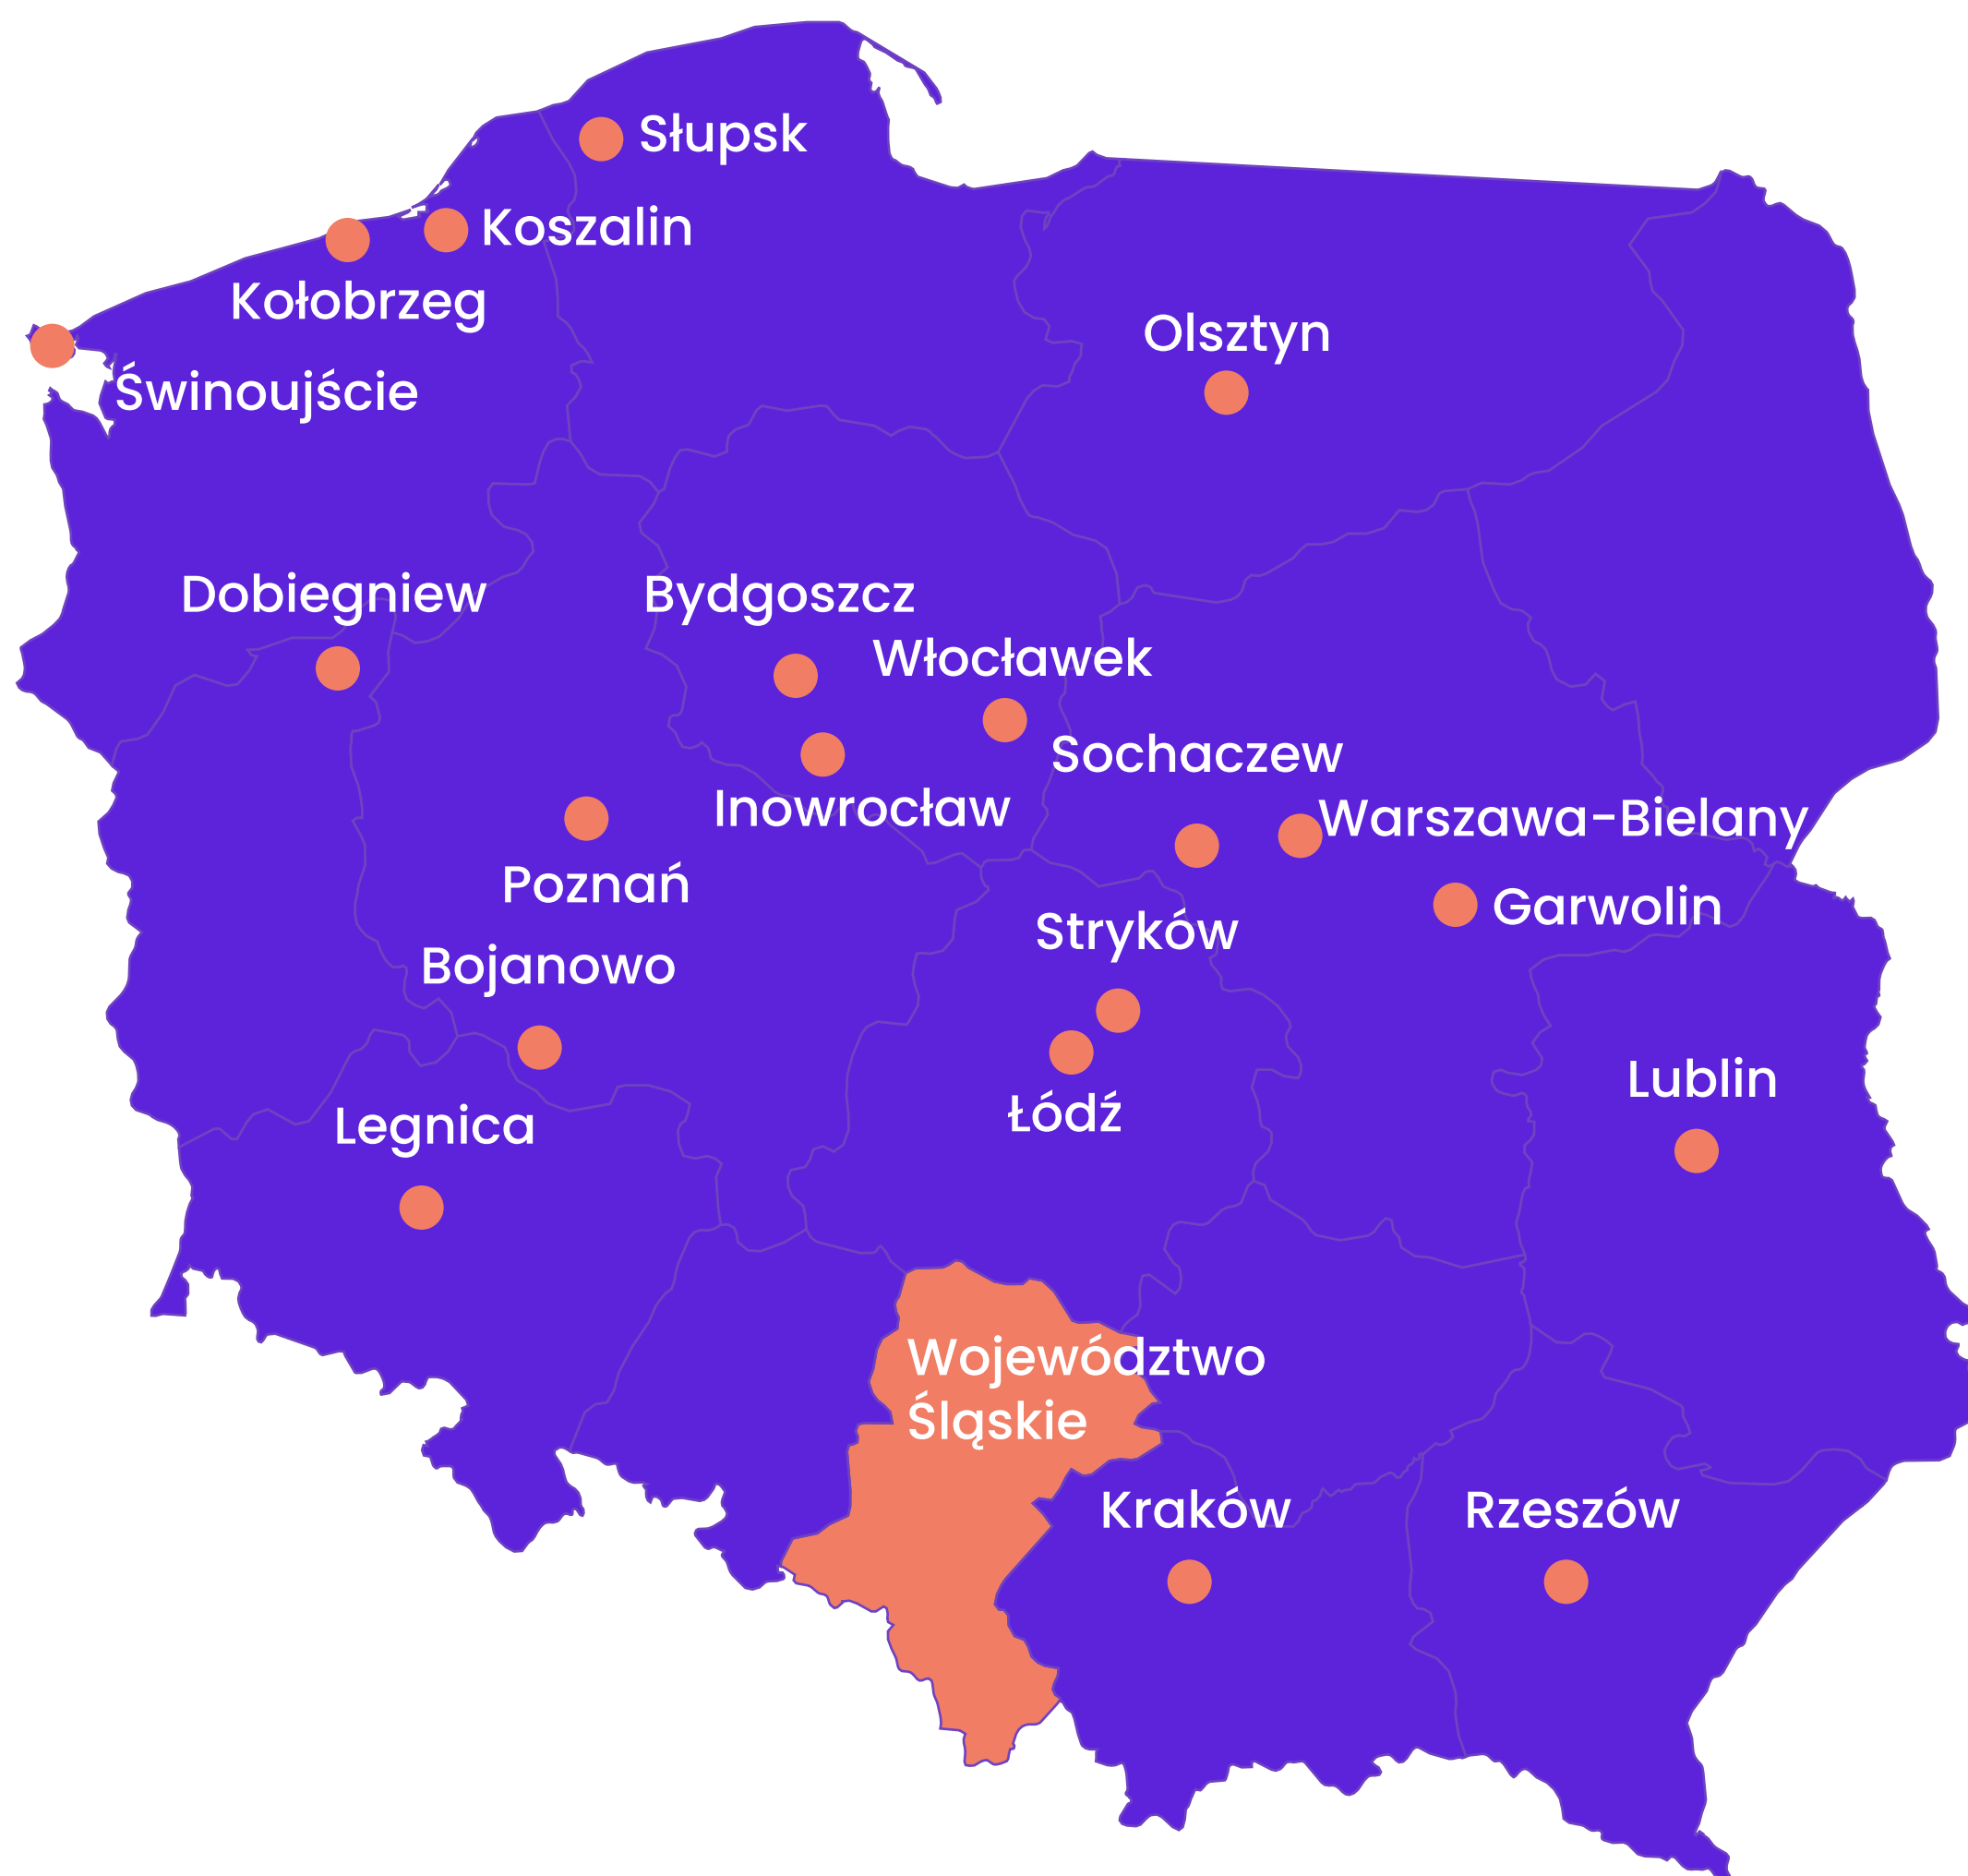 Słupsk
Koszalin
Kołobrzeg
Olsztyn
Świnoujście
Dobiegniew
Bydgoszcz
Włocławek
Sochaczew
Inowrocław
Warszawa-Bielany
Poznań
Garwolin
Stryków
Bojanowo
Lublin
Łódź
Legnica
Województwo
Śląskie
Kraków
Rzeszów